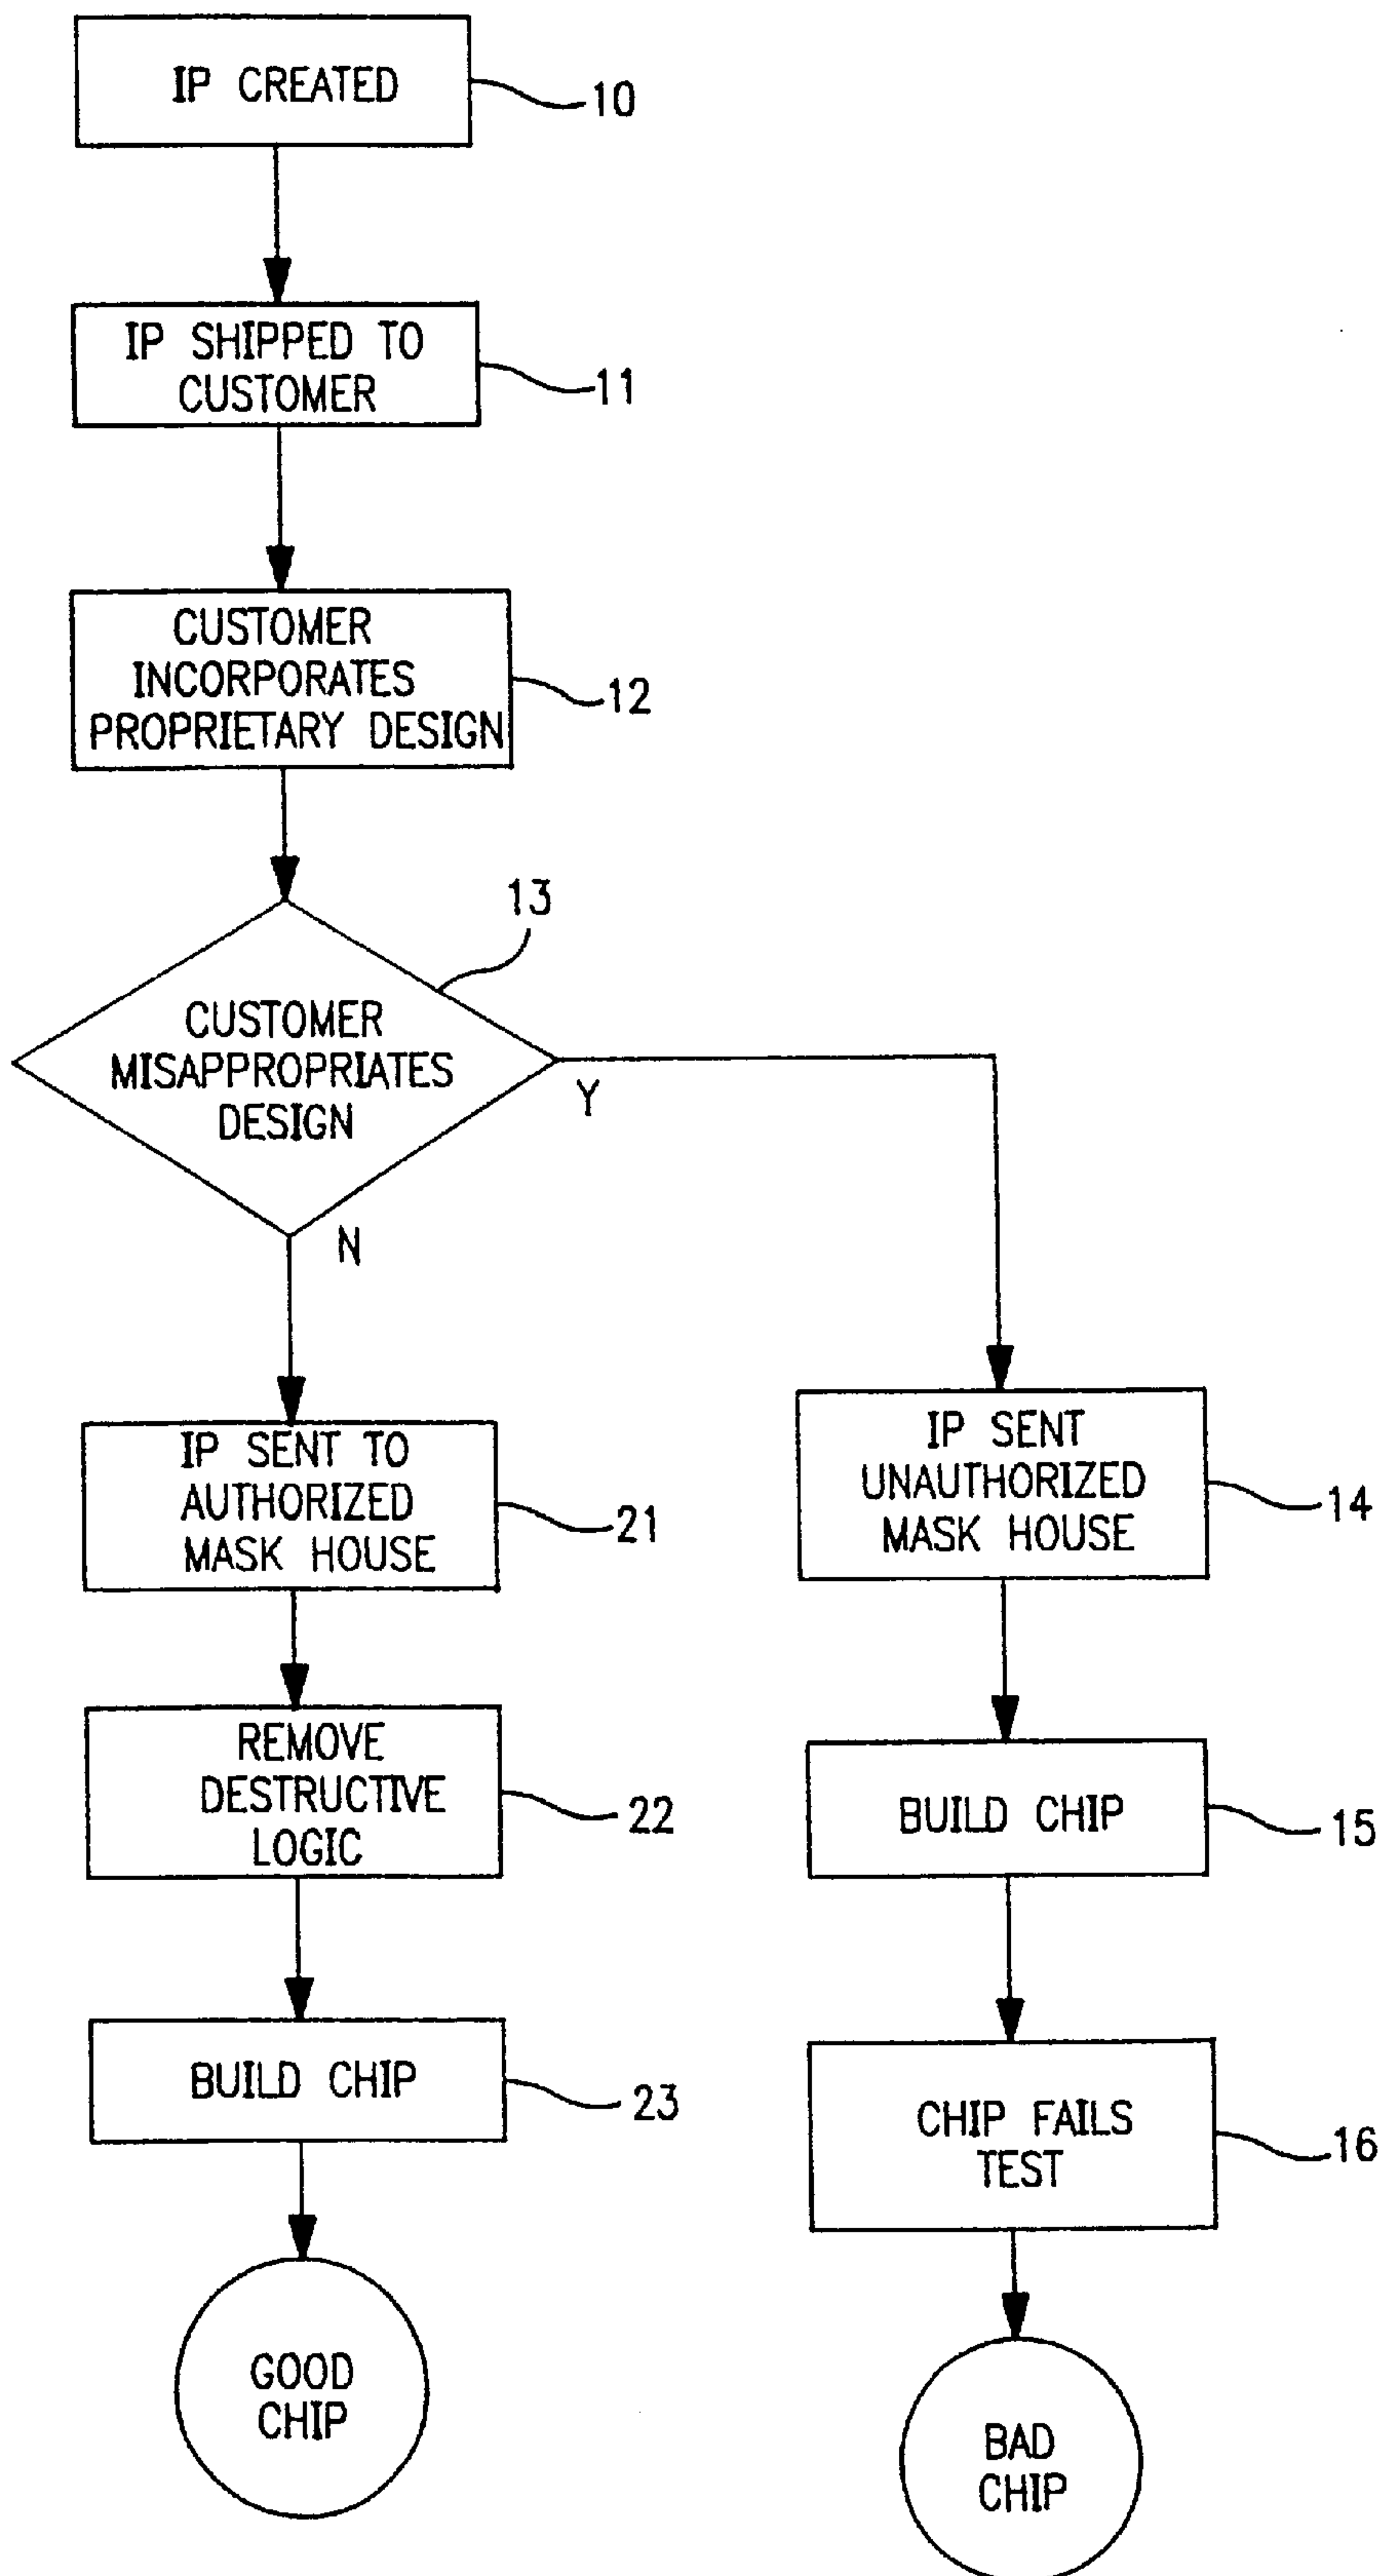 IP CREATED
10
IP SHIPPED TO
CUSTOMER
11
CUSTOMER
INCORPORATES
PROPRIETARY DESIGN
12
13
CUSTOMER
MISAPPROPRIATES
DESIGN
Y
N
IP SENT TO
AUTHORIZED
MASK HOUSE
21
REMOVE
DESTRUCTIVE
LOGIC
22
BUILD CHIP
23
GOOD
CHIP
IP SENT
UNAUTHORIZED
MASK HOUSE
14
BUILD CHIP
15
CHIP FAILS
TEST
16
BAD
CHIP